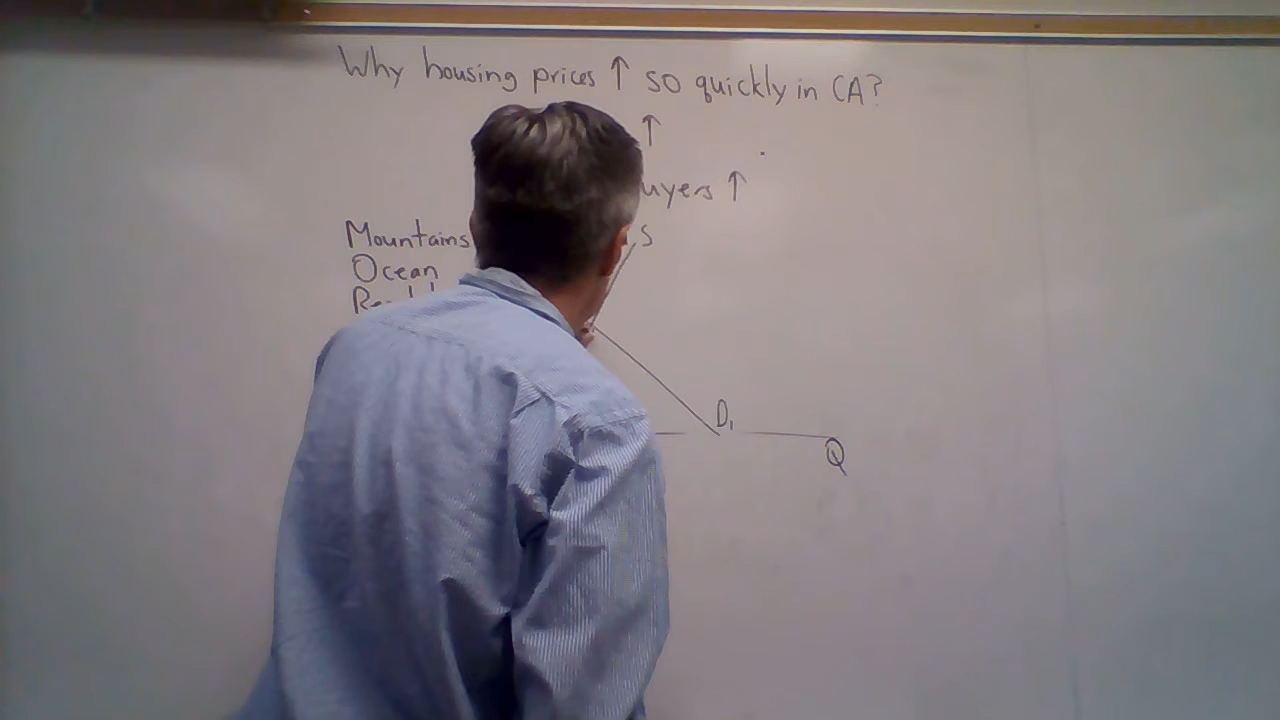 Why housing prices ↑ so quickly in CA?
↑
uyers ↑
Mountains
S
Ocean
D₁
Q